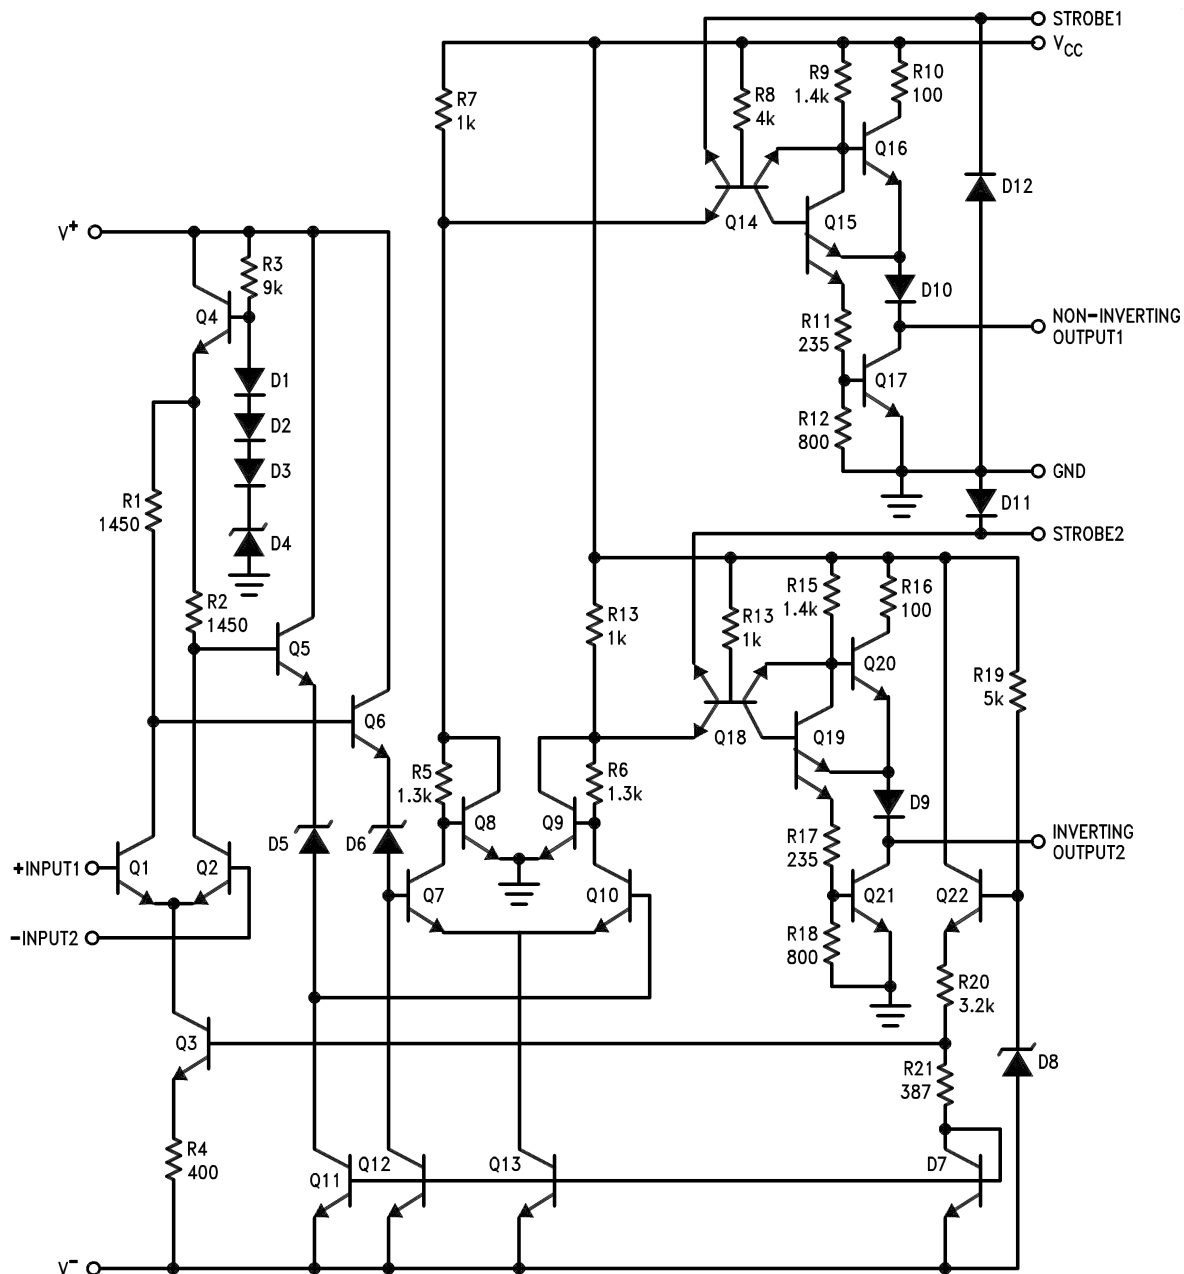 STROBE1
VCC
R9
1.4k
R10
100
R7
1k
R8
4k
Q16
D12
Q14
Q15
V+
R3
9k
D10
Q4
R11
235
NON-INVERTING
OUTPUT1
D1
Q17
D2
R12
800
D3
GND
R1
1450
D11
D4
STROBE2
R2
1450
R15
1.4k
R16
100
R13
1k
R13
1k
Q5
Q20
R19
5k
Q6
Q18
Q19
R5
1.3k
R6
1.3k
D9
Q8
Q9
D5
D6
R17
235
INVERTING
OUTPUT2
+INPUT1
Q1
Q2
Q7
Q10
Q21
Q22
-INPUT2
R18
800
R20
3.2k
Q3
D8
R21
387
R4
400
Q11
Q12
Q13
D7
V-